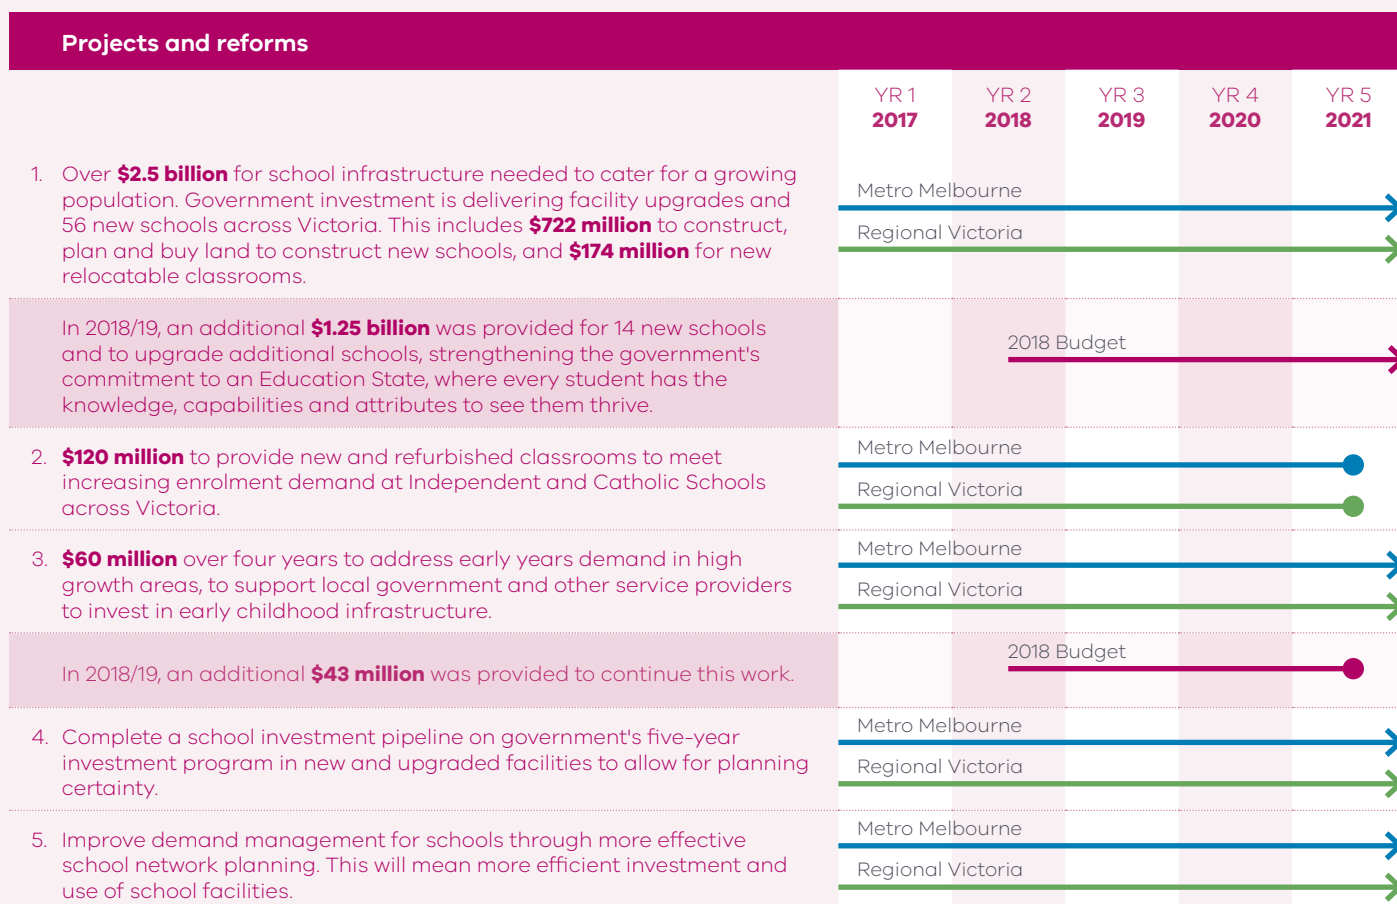 Projects and reforms
YR 1 YR 2 YR 3 YR 4 YR 5
2017 2018 2019 2020 2021
1. Over $2.5 billion for school infrastructure needed to cater for a growing
population. Government investment is delivering facility upgrades and
56 new schools across Victoria. This includes $722 million to construct,
plan and buy land to construct new schools, and $174 million for new
relocatable classrooms.
Metro Melbourne
Regional Victoria
In 2018/19, an additional $1.25 billion was provided for 14 new schools
and to upgrade additional schools, strengthening the government's
commitment to an Education State, where every student has the
knowledge, capabilities and attributes to see them thrive.
2018 Budget
2. $120 million to provide new and refurbished classrooms to meet
increasing enrolment demand at Independent and Catholic Schools
across Victoria.
Metro Melbourne
Regional Victoria
3. $60 million over four years to address early years demand in high
growth areas, to support local government and other service providers
to invest in early childhood infrastructure.
Metro Melbourne
Regional Victoria
In 2018/19, an additional $43 million was provided to continue this work.
2018 Budget
4. Complete a school investment pipeline on government's five-year
investment program in new and upgraded facilities to allow for planning
certainty.
Metro Melbourne
Regional Victoria
5. Improve demand management for schools through more effective
school network planning. This will mean more efficient investment and
use of school facilities.
Metro Melbourne
Regional Victoria